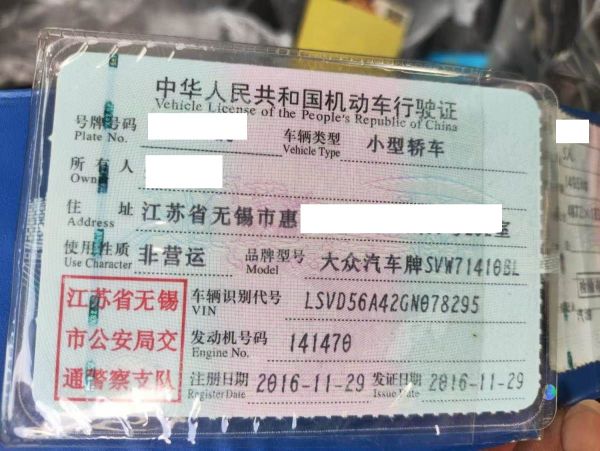 中华人民共和国机动车行驶证
Vehicle License of the People's Republic of China
号牌号码 Plate No. 车辆类型 Vehicle Type 小型轿车
所有人 Owner
住址 Address 江苏省无锡市惠 室
使用性质 Use Character 非营运 品牌型号 Model 大众汽车牌SVW71410BL
江苏省无锡
市公安局交
通警察支队
车辆识别代号 VIN LSVD56A42GN078295
发动机号码 Engine No. 141470
注册日期 Register Date 2016-11-29 发证日期 Issue Date 2016-11-29